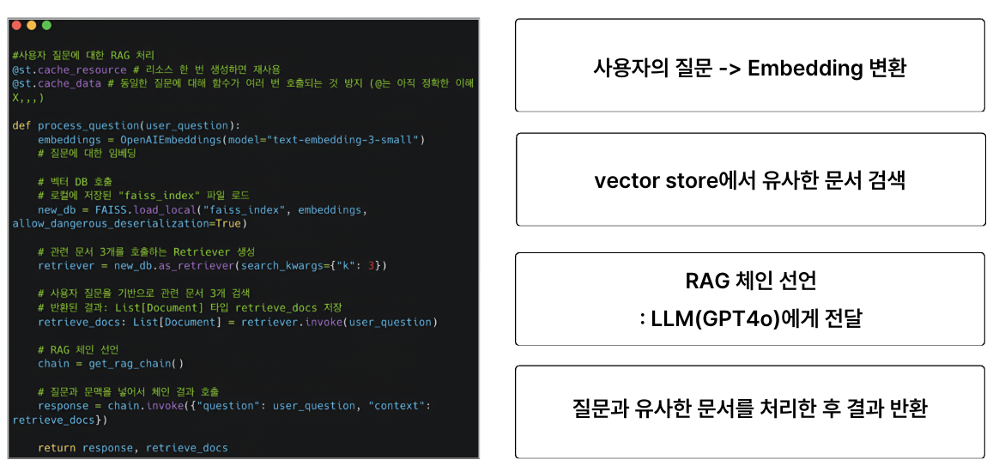 #사용자 질문에 대한 RAG 처리
@st.cache_resource # 리소스 한 번 생성하면 재사용
@st.cache_data # 동일한 질문에 대해 함수가 여러 번 호출되는 것 방지 (@는 아직 정확한 이해
X,,,)
def process_question(user_question):
    embeddings = OpenAIEmbeddings(model="text-embedding-3-small")
    # 질문에 대한 임베딩
    # 벡터 DB 호출
    # 로컬에 저장된 "faiss_index" 파일 로드
    new_db = FAISS.load_local("faiss_index", embeddings,
allow_dangerous_deserialization=True)
    # 관련 문서 3개를 호출하는 Retriever 생성
    retriever = new_db.as_retriever(search_kwargs={"k": 3})
    # 사용자 질문을 기반으로 관련 문서 3개 검색
    # 반환된 결과: List[Document] 타입 retrieve_docs 저장
    retrieve_docs: List[Document] = retriever.invoke(user_question)
    # RAG 체인 선언
    chain = get_rag_chain()
    # 질문과 문맥을 넣어서 체인 결과 호출
    response = chain.invoke({"question": user_question, "context":
retrieve_docs})
    return response, retrieve_docs
사용자의 질문 -> Embedding 변환
vector store에서 유사한 문서 검색
RAG 체인 선언
: LLM(GPT4o)에게 전달
질문과 유사한 문서를 처리한 후 결과 반환